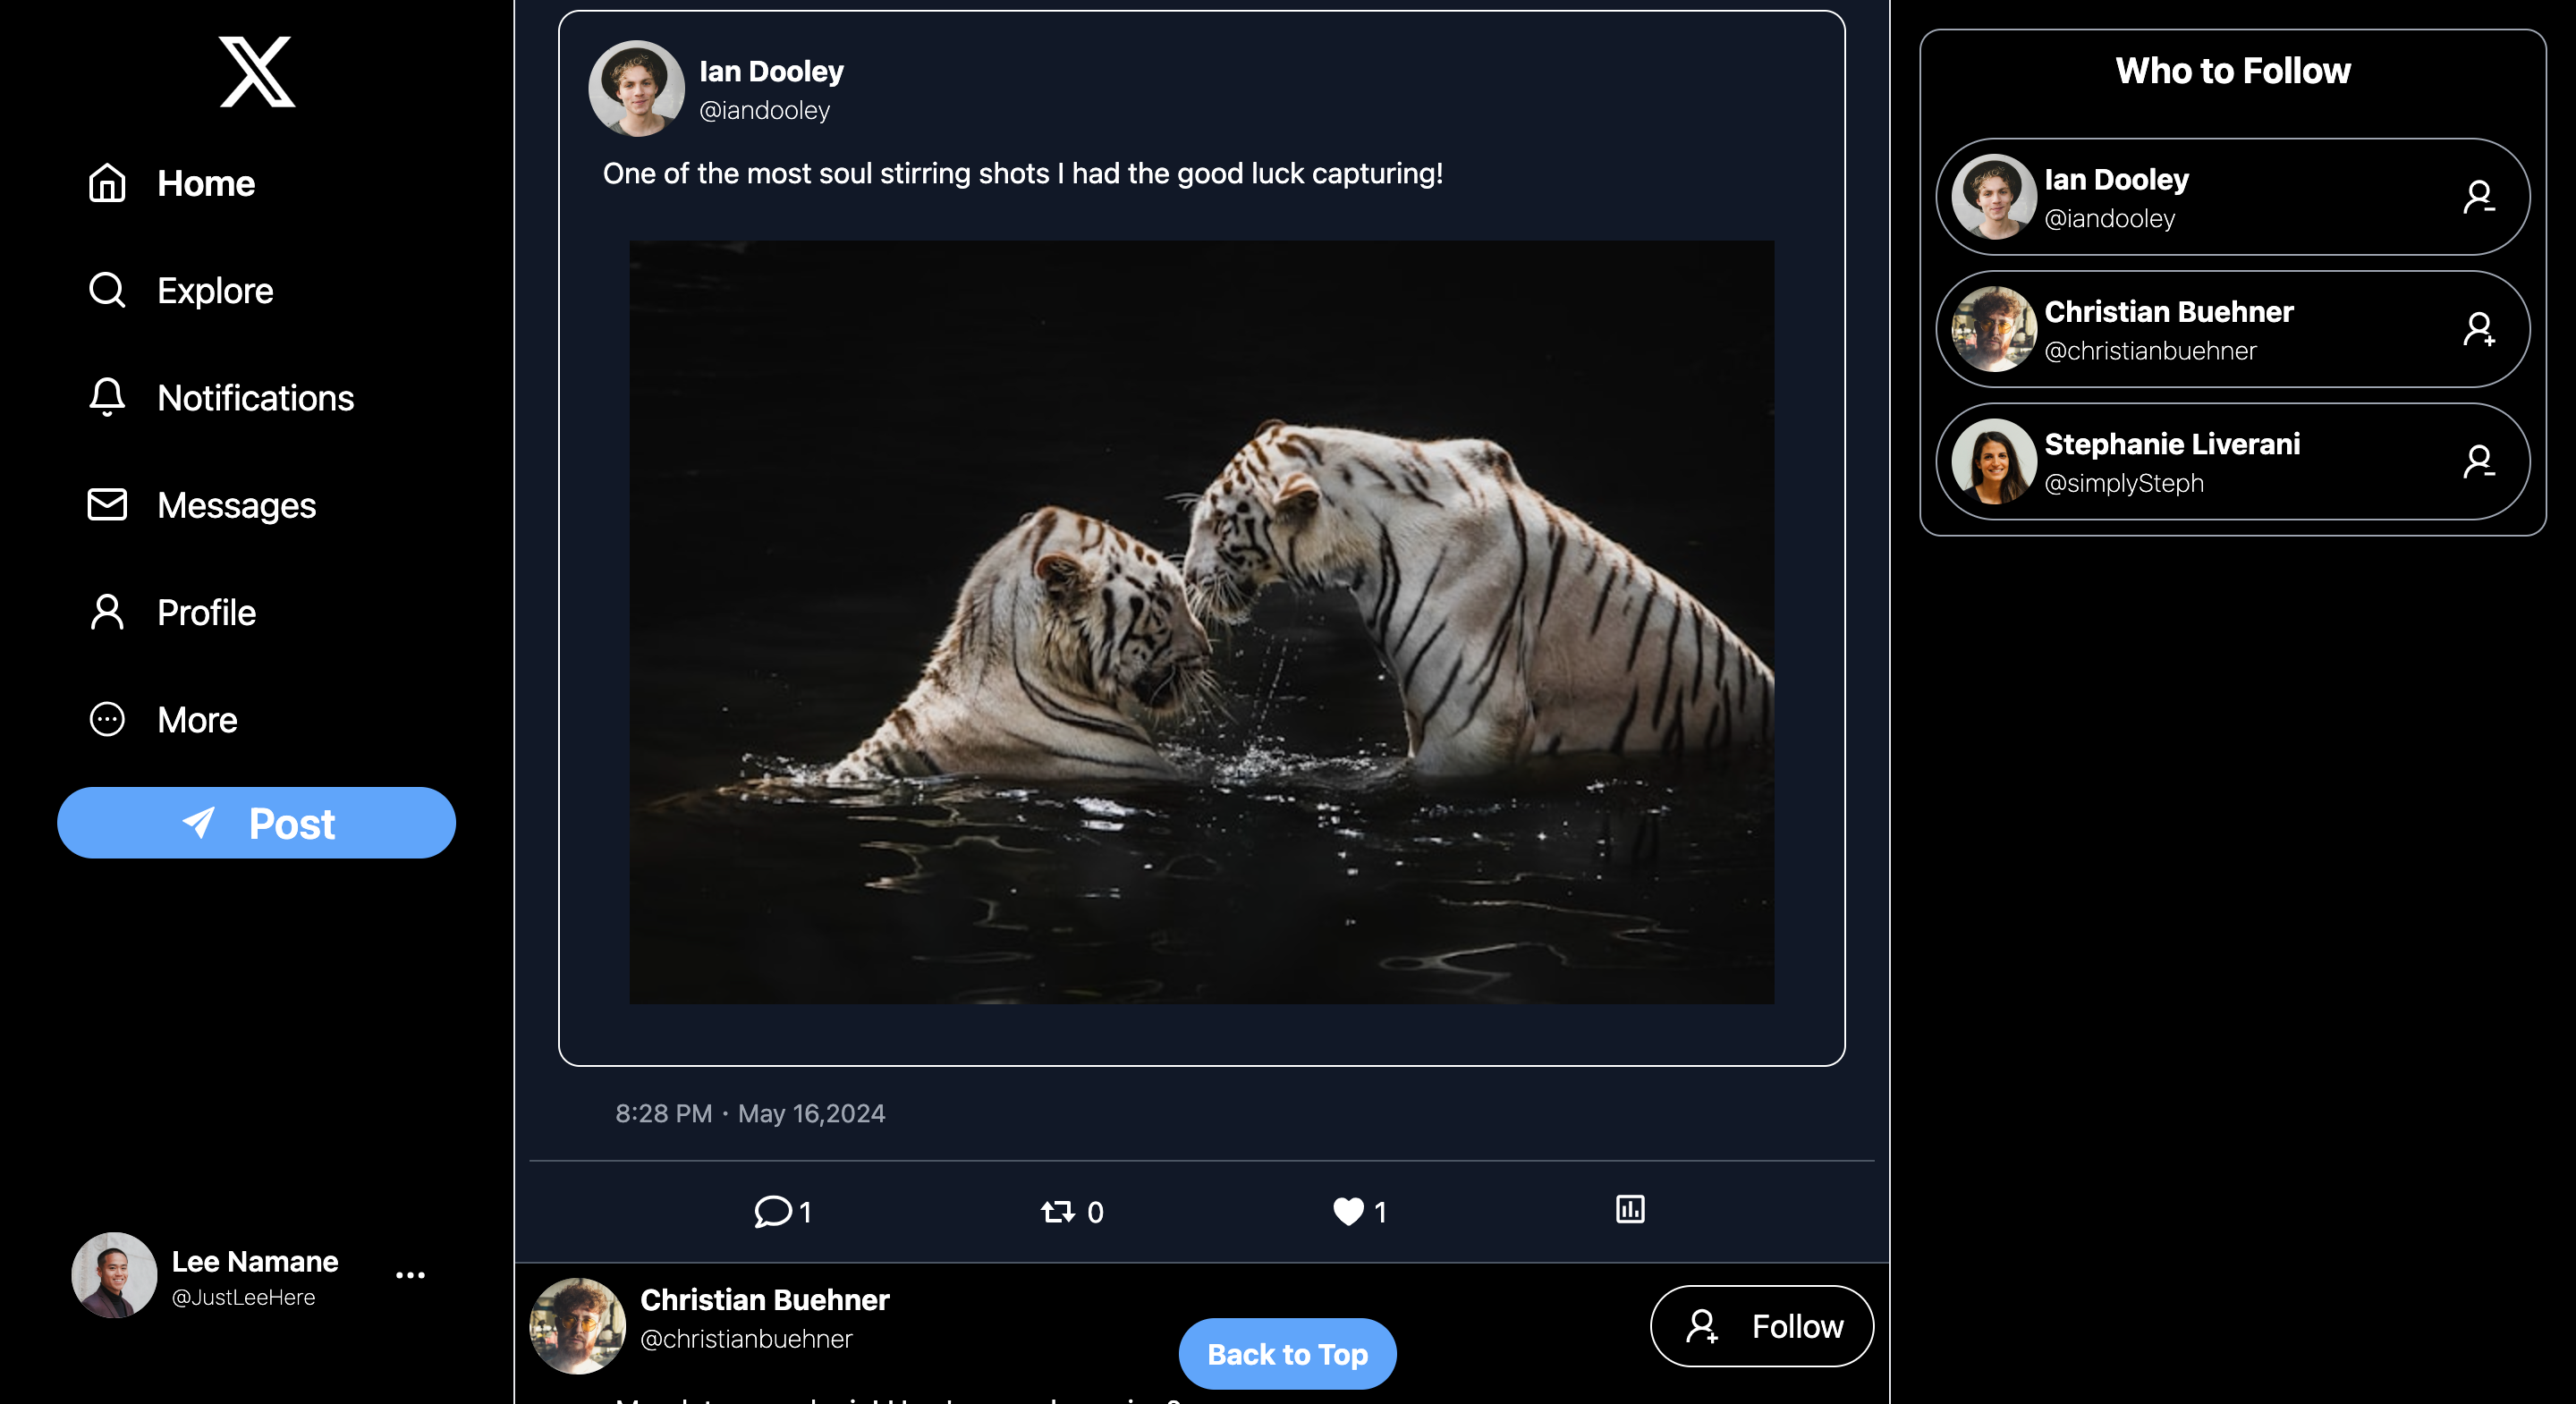 Home
Explore
Notifications
Messages
Profile
More
Post
Lee Namane
@JustLeeHere
Ian Dooley
@iandooley
One of the most soul stirring shots I had the good luck capturing!
8:28 PM · May 16,2024
1
0
1
Christian Buehner
@christianbuehner
Follow
Back to Top
Who to Follow
Ian Dooley
@iandooley
Christian Buehner
@christianbuehner
Stephanie Liverani
@simplySteph